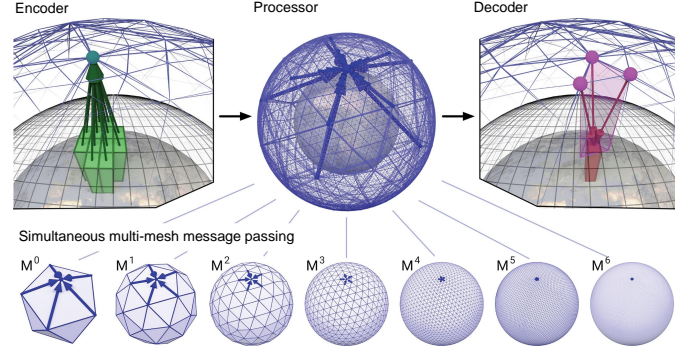 Encoder
Processor
Decoder
Simultaneous multi-mesh message passing
M⁰ M¹ M² M³ M⁴ M⁵ M⁶